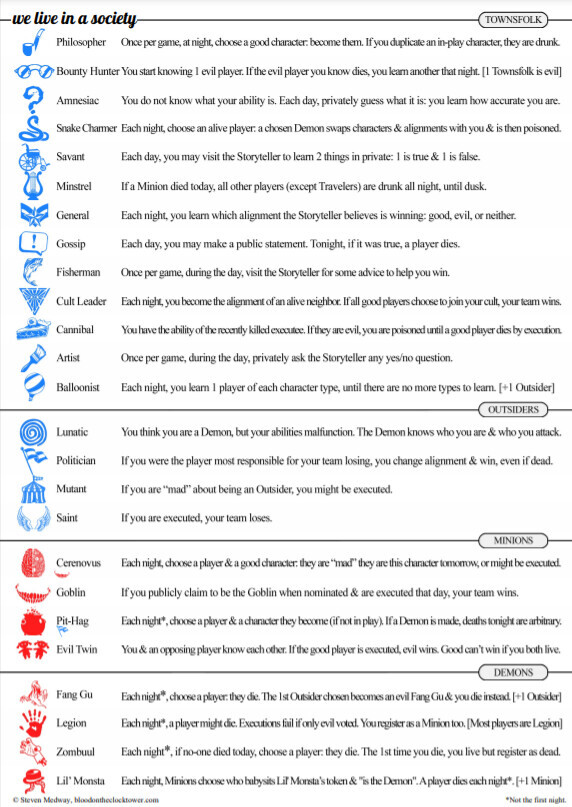 we live in a society
TOWNSFOLK
Philosopher Once per game, at night, choose a good character: become them. If you duplicate an in-play character, they are drunk.
Bounty Hunter You start knowing 1 evil player. If the evil player you know dies, you learn another that night. [1 Townsfolk is evil]
Amnesiac You do not know what your ability is. Each day, privately guess what it is: you learn how accurate you are.
Snake Charmer Each night, choose an alive player: a chosen Demon swaps characters & alignments with you & is then poisoned.
Savant Each day, you may visit the Storyteller to learn 2 things in private: 1 is true & 1 is false.
Minstrel If a Minion died today, all other players (except Travelers) are drunk all night, until dusk.
General Each night, you learn which alignment the Storyteller believes is winning: good, evil, or neither.
Gossip Each day, you may make a public statement. Tonight, if it was true, a player dies.
Fisherman Once per game, during the day, visit the Storyteller for some advice to help you win.
Cult Leader Each night, you become the alignment of an alive neighbor. If all good players choose to join your cult, your team wins.
Cannibal You have the ability of the recently killed executee. If they are evil, you are poisoned until a good player dies by execution.
Artist Once per game, during the day, privately ask the Storyteller any yes/no question.
Balloonist Each night, you learn 1 player of each character type, until there are no more types to learn. [+1 Outsider]
OUTSIDERS
Lunatic You think you are a Demon, but your abilities malfunction. The Demon knows who you are & who you attack.
Politician If you were the player most responsible for your team losing, you change alignment & win, even if dead.
Mutant If you are “mad” about being an Outsider, you might be executed.
Saint If you are executed, your team loses.
MINIONS
Cerenovus Each night, choose a player & a good character: they are “mad” they are this character tomorrow, or might be executed.
Goblin If you publicly claim to be the Goblin when nominated & are executed that day, your team wins.
Pit-Hag Each night*, choose a player & a character they become (if not in play). If a Demon is made, deaths tonight are arbitrary.
Evil Twin You & an opposing player know each other. If the good player is executed, evil wins. Good can’t win if you both live.
DEMONS
Fang Gu Each night*, choose a player: they die. The 1st Outsider chosen becomes an evil Fang Gu & you die instead. [+1 Outsider]
Legion Each night*, a player might die. Executions fail if only evil voted. You register as a Minion too. [Most players are Legion]
Zombuul Each night*, if no-one died today, choose a player: they die. The 1st time you die, you live but register as dead.
Lil' Monsta Each night, Minions choose who babysits Lil' Monsta's token & "is the Demon". A player dies each night*. [+1 Minion]
© Steven Medway, bloodontheclocktower.com *Not the first night.